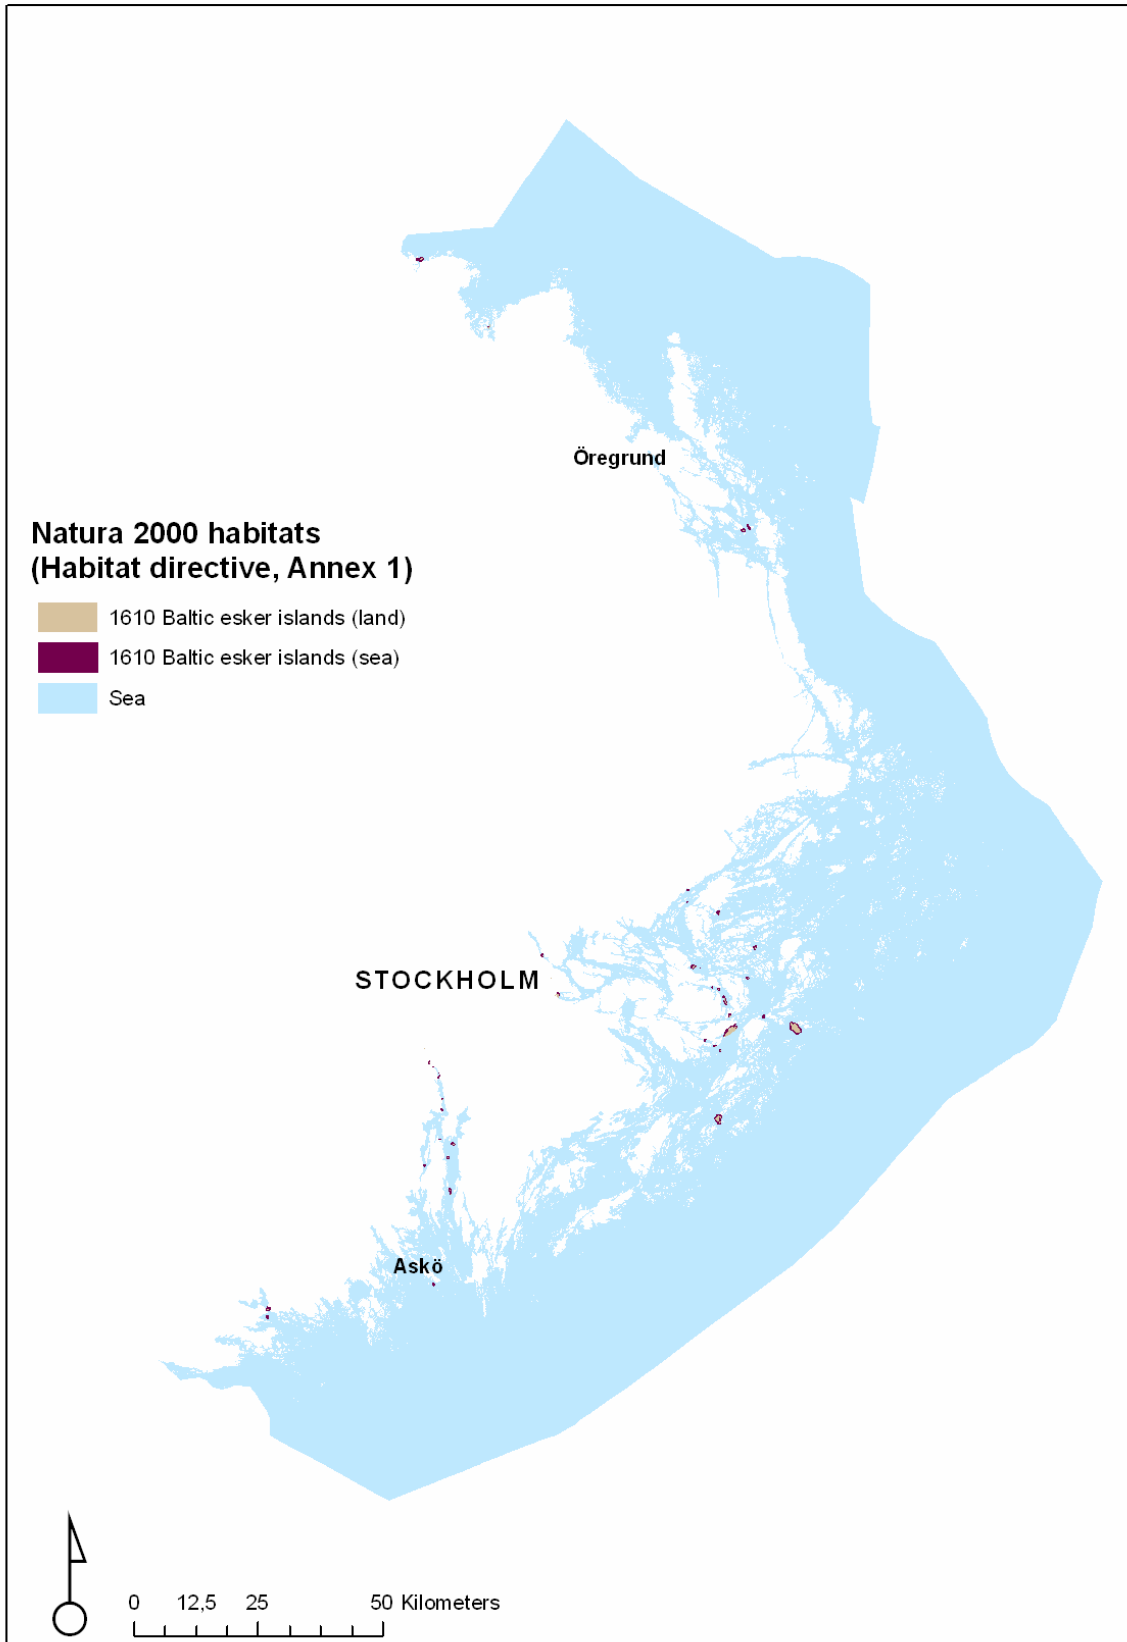 Öregrund
Natura 2000 habitats
(Habitat directive, Annex 1)
1610 Baltic esker islands (land)
1610 Baltic esker islands (sea)
Sea
STOCKHOLM
Askö
0 12,5 25 50 Kilometers